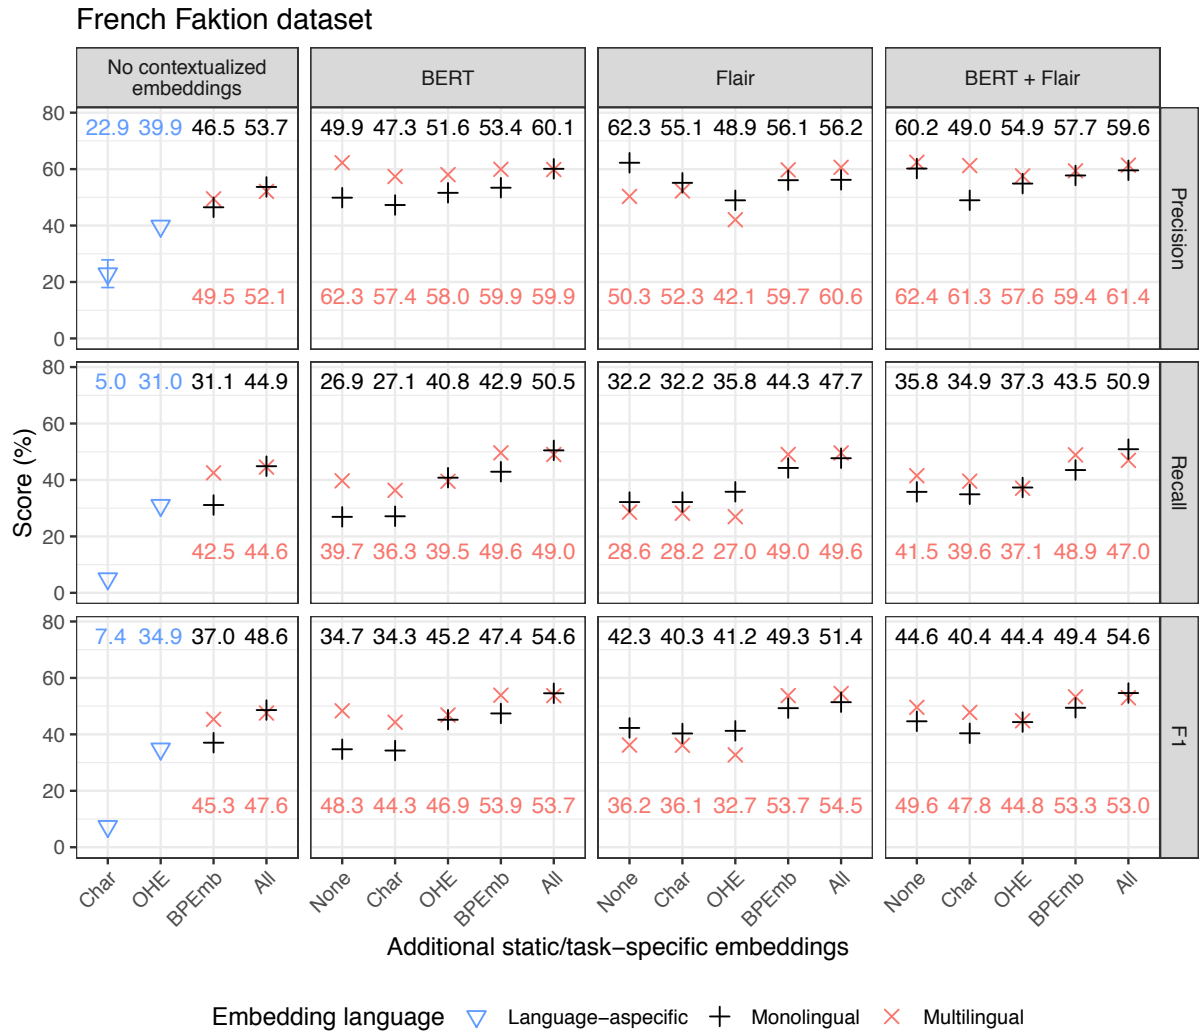 French Faktion dataset
No contextualized
embeddings
BERT
Flair
BERT + Flair
80
60
40
20
0
22.9 39.9 46.5 53.7
49.5 52.1
49.9 47.3 51.6 53.4 60.1
62.3 57.4 58.0 59.9 59.9
62.3 55.1 48.9 56.1 56.2
50.3 52.3 42.1 59.7 60.6
60.2 49.0 54.9 57.7 59.6
62.4 61.3 57.6 59.4 61.4
Precision
Score (%)
80
60
40
20
0
5.0 31.0 31.1 44.9
42.5 44.6
26.9 27.1 40.8 42.9 50.5
39.7 36.3 39.5 49.6 49.0
32.2 32.2 35.8 44.3 47.7
28.6 28.2 27.0 49.0 49.6
35.8 34.9 37.3 43.5 50.9
41.5 39.6 37.1 48.9 47.0
Recall
80
60
40
20
0
7.4 34.9 37.0 48.6
45.3 47.6
34.7 34.3 45.2 47.4 54.6
48.3 44.3 46.9 53.9 53.7
42.3 40.3 41.2 49.3 51.4
36.2 36.1 32.7 53.7 54.5
44.6 40.4 44.4 49.4 54.6
49.6 47.8 44.8 53.3 53.0
F1
Char OHE BPEmb All
None Char OHE BPEmb All
None Char OHE BPEmb All
None Char OHE BPEmb All
Additional static/task−specific embeddings
Embedding language Language−aspecific Monolingual Multilingual